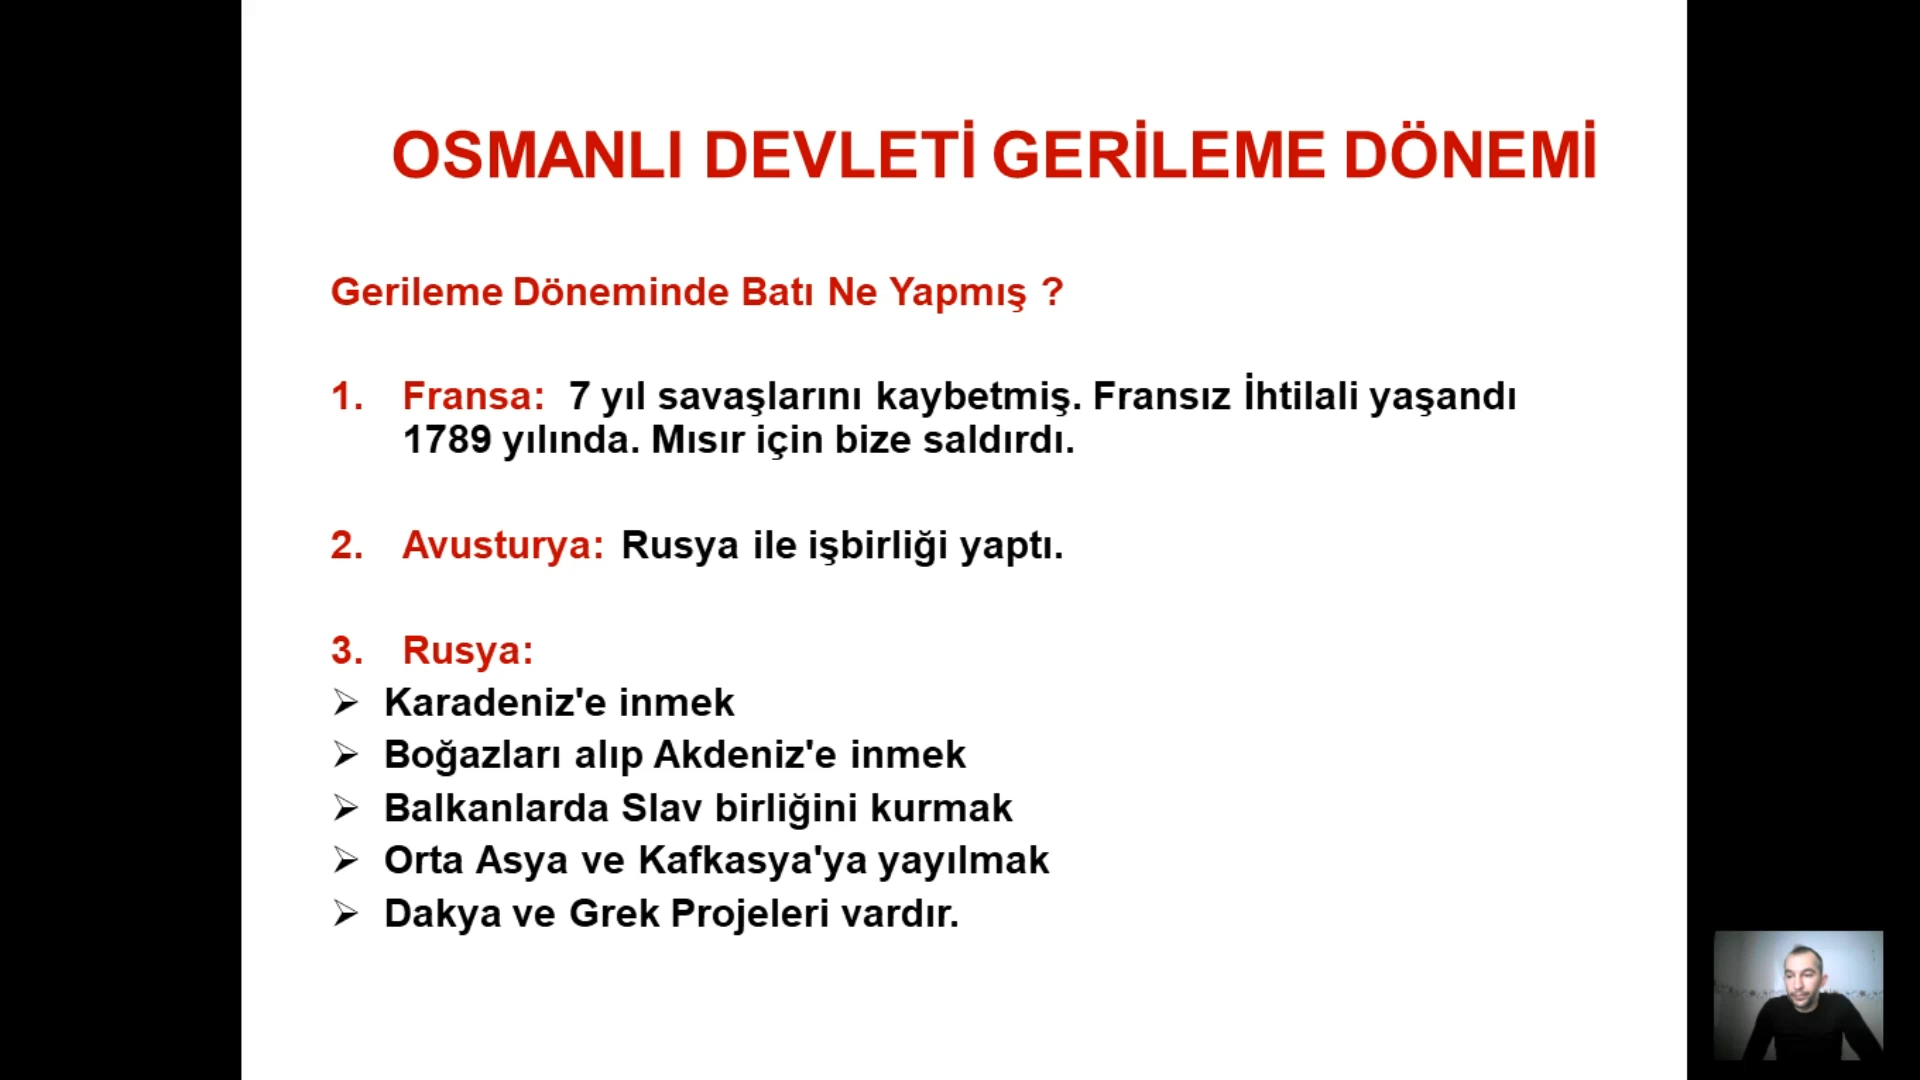 OSMANLI DEVLETİ GERİLEME DÖNEMİ
Gerileme Döneminde Batı Ne Yapmış ?
1. Fransa: 7 yıl savaşlarını kaybetmiş. Fransız İhtilali yaşandı
1789 yılında. Mısır için bize saldırdı.
2. Avusturya: Rusya ile işbirliği yaptı.
3. Rusya:
➢ Karadeniz'e inmek
➢ Boğazları alıp Akdeniz'e inmek
➢ Balkanlarda Slav birliğini kurmak
➢ Orta Asya ve Kafkasya'ya yayılmak
➢ Dakya ve Grek Projeleri vardır.